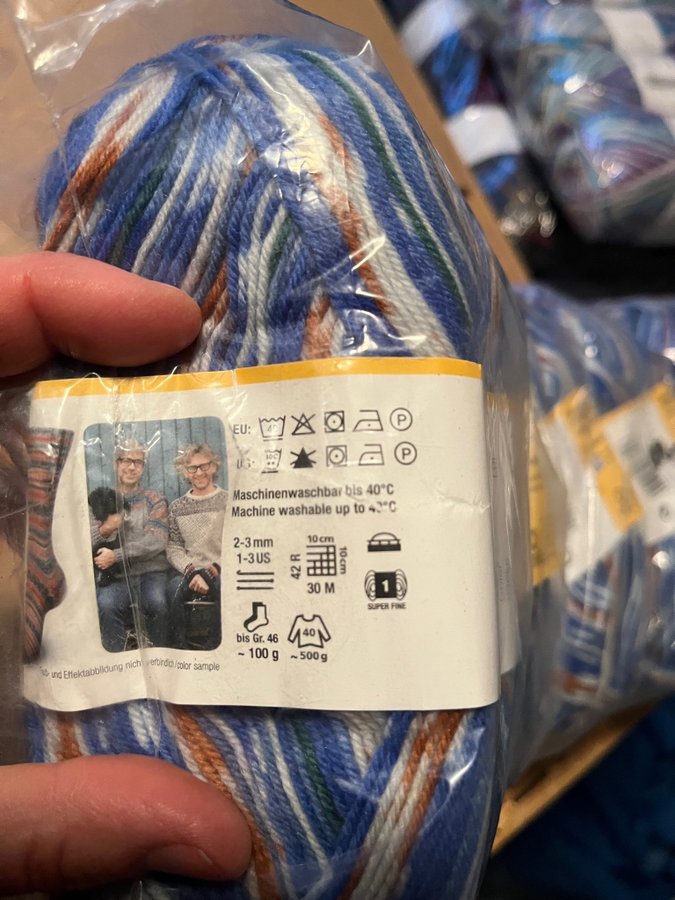 EU: 40 P
US: P
Maschinenwaschbar bis 40°C
Machine washable up to 40°C
2-3 mm
1-3 US
10 cm
10 cm
42 R
30 M
1
SUPER FINE
bis Gr. 46
~ 100 g
40
~ 500 g
und Effektabbildung nicht verbindlich/color sample